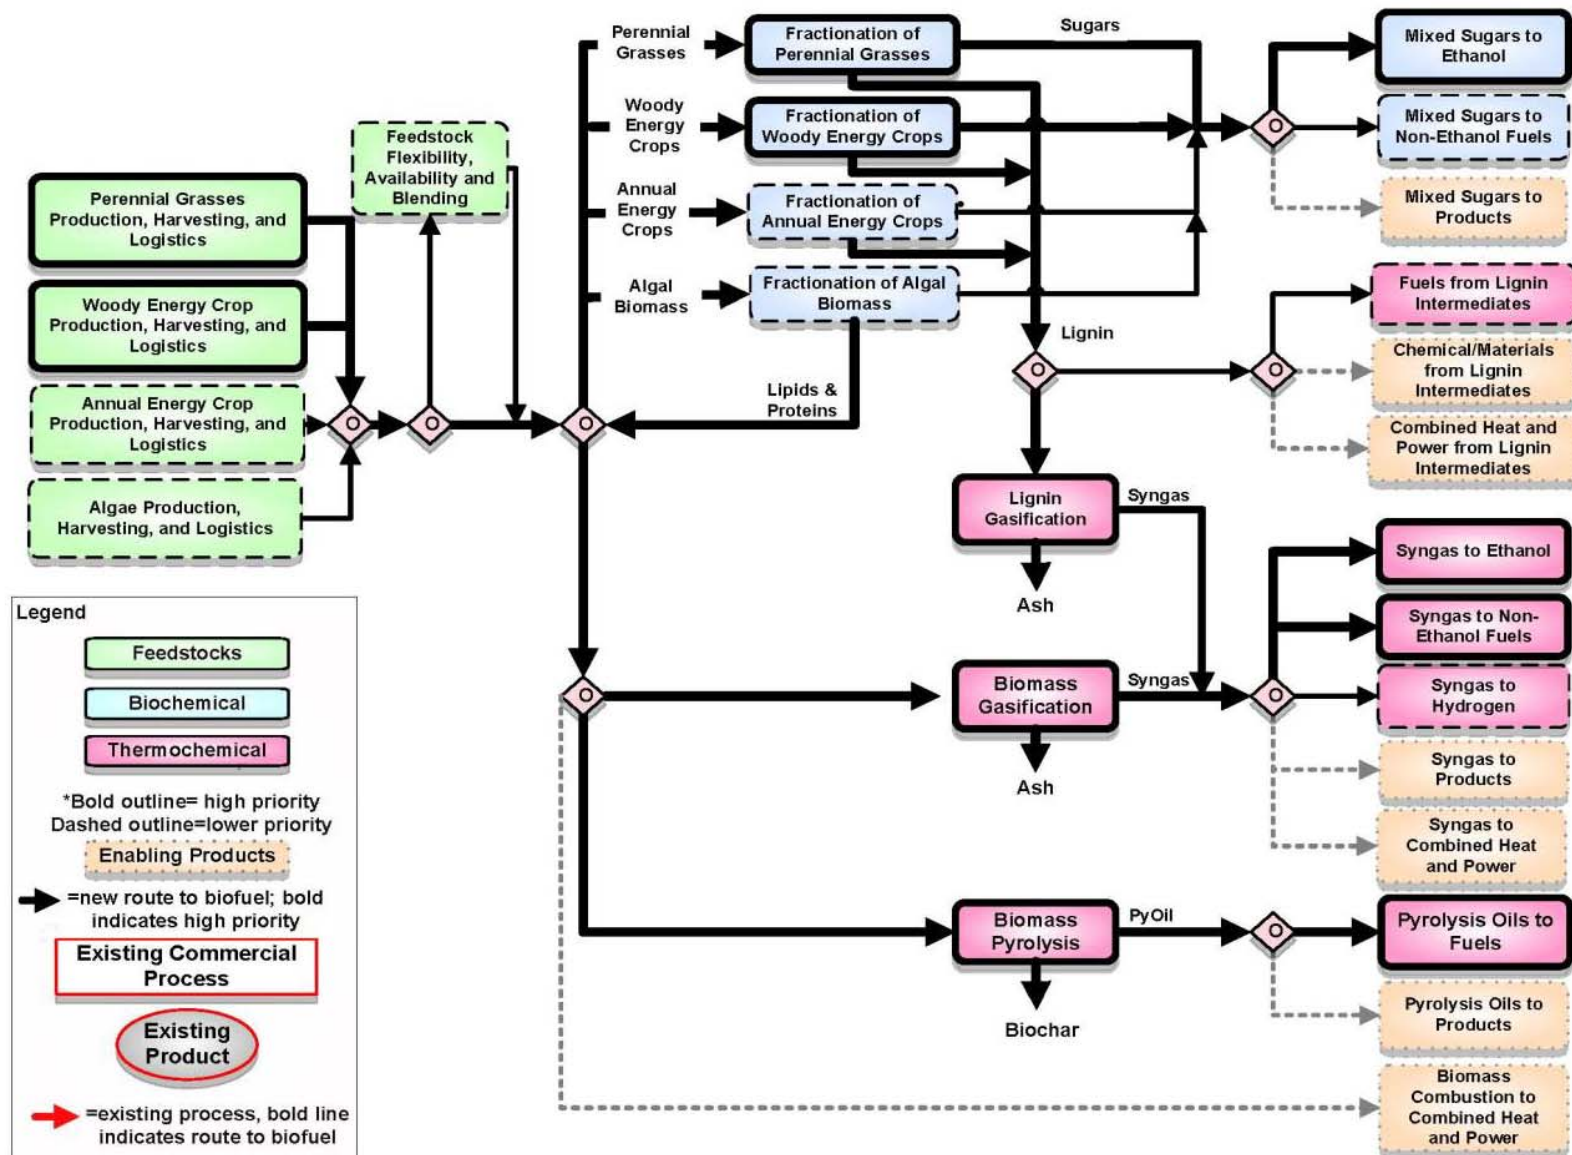 Perennial Grasses
Production, Harvesting, and
Logistics
Woody Energy Crop
Production, Harvesting, and
Logistics
Annual Energy Crop
Production, Harvesting, and
Logistics
Algae Production,
Harvesting, and Logistics
Feedstock
Flexibility,
Availability and
Blending
O
O
O
O
Perennial
Grasses
Woody
Energy
Crops
Annual
Energy
Crops
Algal
Biomass
Fractionation of
Perennial Grasses
Fractionation of
Woody Energy Crops
Fractionation of
Annual Energy Crops
Fractionation of Algal
Biomass
Lipids &
Proteins
Sugars
Lignin
O
O
O
Mixed Sugars to
Ethanol
Mixed Sugars to
Non-Ethanol Fuels
Mixed Sugars to
Products
Fuels from Lignin
Intermediates
Chemical/Materials
from Lignin
Intermediates
Combined Heat and
Power from Lignin
Intermediates
Lignin
Gasification
Syngas
Ash
Biomass
Gasification
Syngas
Ash
O
Syngas to Ethanol
Syngas to Non-
Ethanol Fuels
Syngas to
Hydrogen
Syngas to
Products
Syngas to
Combined Heat
and Power
Biomass
Pyrolysis
PyOil
Biochar
O
Pyrolysis Oils to
Fuels
Pyrolysis Oils to
Products
Biomass
Combustion to
Combined Heat
and Power
O
Legend
Feedstocks
Biochemical
Thermochemical
*Bold outline= high priority
Dashed outline=lower priority
Enabling Products
=new route to biofuel; bold
indicates high priority
Existing Commercial
Process
Existing
Product
=existing process, bold line
indicates route to biofuel